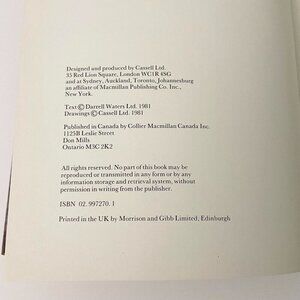 Designed and produced by Cassell Ltd.
35 Red Lion Square, London WC1R 4SG
and at Sydney, Auckland, Toronto, Johannesburg
an affiliate of Macmillan Publishing Co. Inc.,
New York.
Text © Darrell Waters Ltd. 1981
Drawings © Cassell Ltd. 1981
Published in Canada by Collier Macmillan Canada Inc.
1125B Leslie Street
Don Mills
Ontario M3C 2K2
All rights reserved. No part of this book may be
reproduced or transmitted in any form or by any
information storage and retrieval system, without
permission in writing from the publisher.
ISBN 02.997270.1
Printed in the UK by Morrison and Gibb Limited, Edinburgh